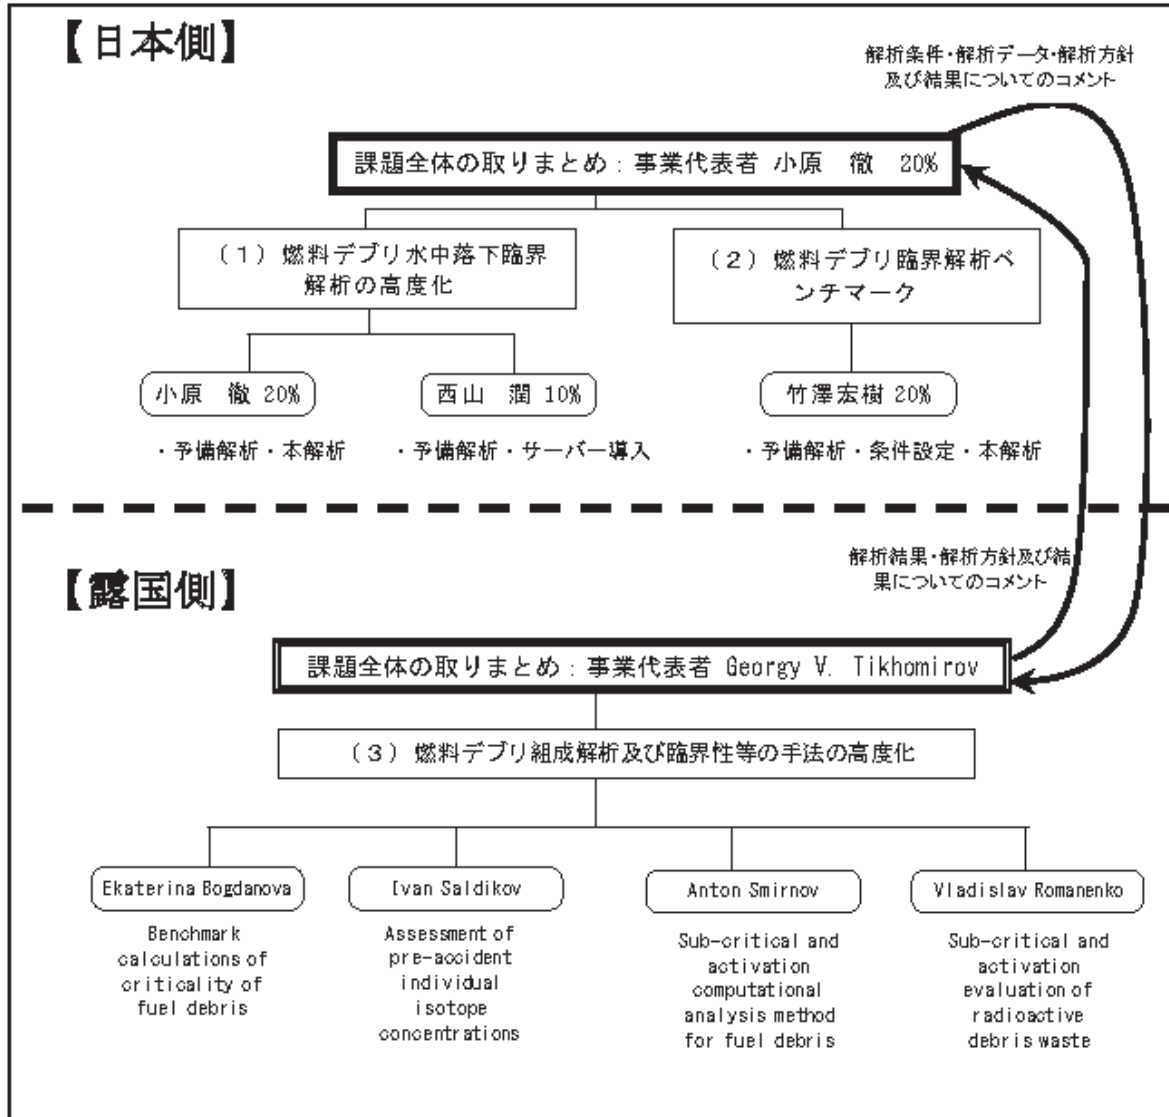 【日本側】
解析条件・解析データ・解析方針
及び結果についてのコメント
課題全体の取りまとめ：事業代表者 小原　徹　20%
（１）燃料デブリ水中落下臨界
解析の高度化
（２）燃料デブリ臨界解析ベ
ンチマーク
小原　徹 20%
西山　潤 10%
竹澤宏樹 20%
・予備解析・本解析
・予備解析・サーバー導入
・予備解析・条件設定・本解析
解析結果・解析方針及び結
果についてのコメント
【露国側】
課題全体の取りまとめ：事業代表者 Georgy V. Tikhomirov
（３）燃料デブリ組成解析及び臨界性等の手法の高度化
Ekaterina Bogdanova
Ivan Saldikov
Anton Smirnov
Vladislav Romanenko
Benchmark
calculations of
criticality of
fuel debris
Assessment of
pre-accident
individual
isotope
concentrations
Sub-critical and
activation
computational
analysis method
for fuel debris
Sub-critical and
activation
evaluation of
radioactive
debris waste